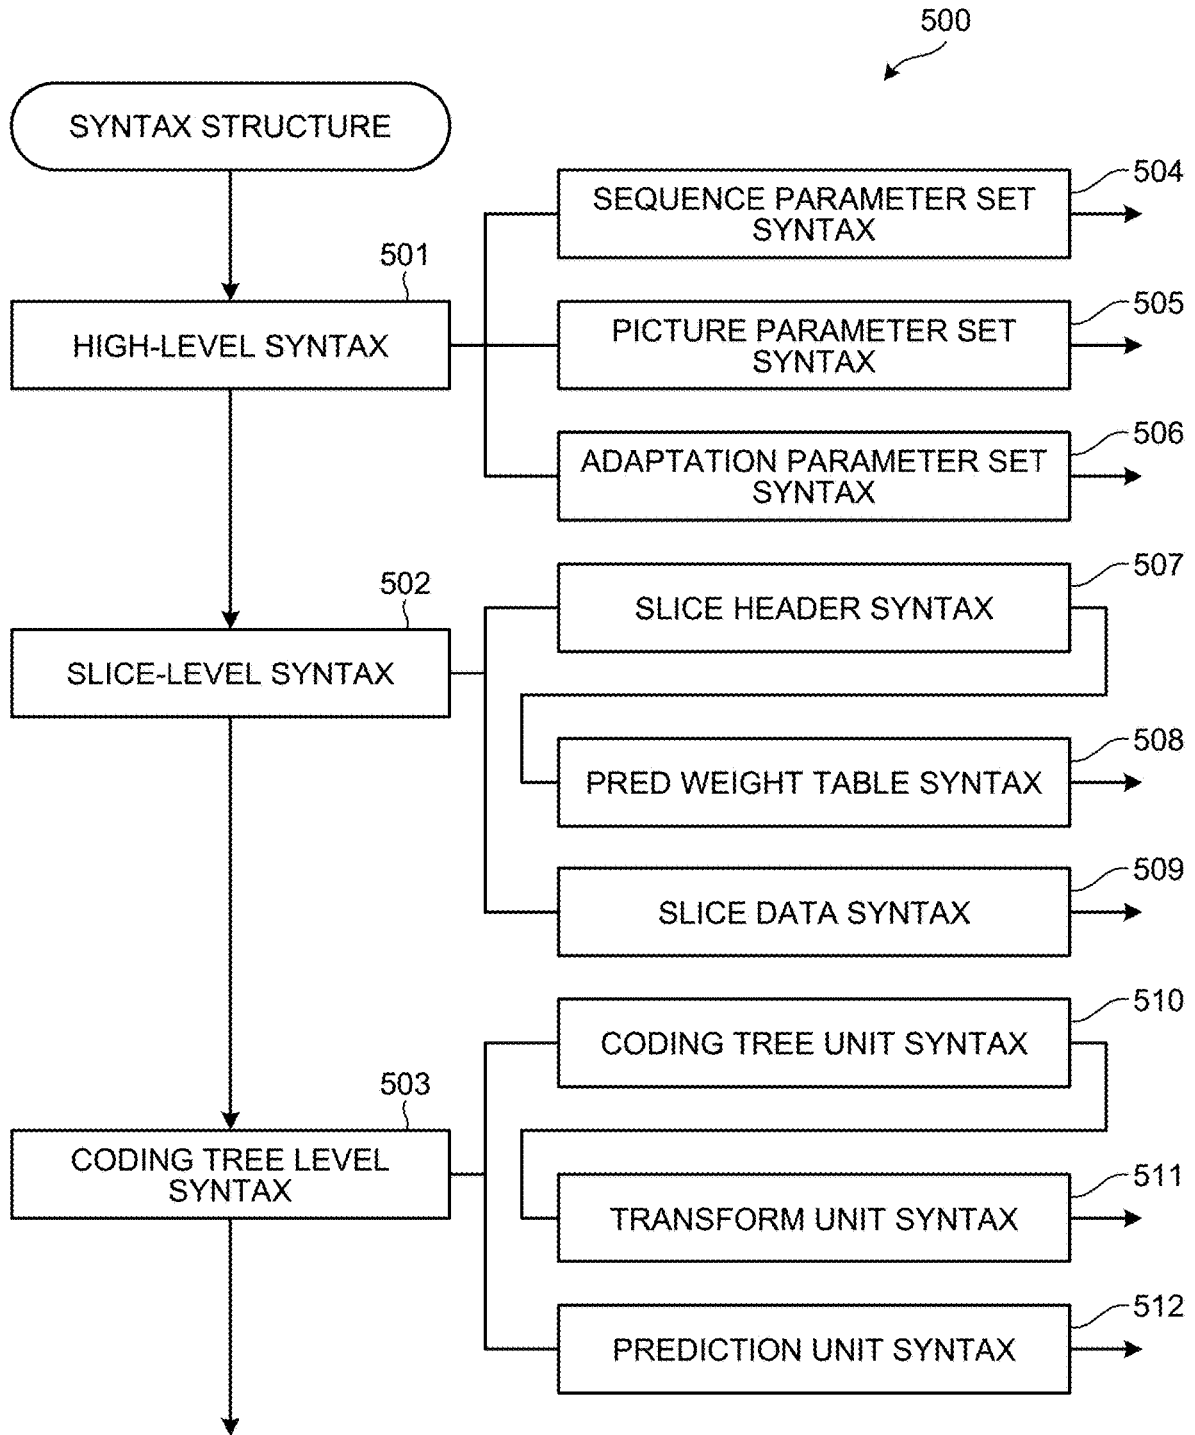 500
SYNTAX STRUCTURE
504
SEQUENCE PARAMETER SET
SYNTAX
501
HIGH-LEVEL SYNTAX
505
PICTURE PARAMETER SET
SYNTAX
506
ADAPTATION PARAMETER SET
SYNTAX
502
SLICE-LEVEL SYNTAX
507
SLICE HEADER SYNTAX
508
PRED WEIGHT TABLE SYNTAX
509
SLICE DATA SYNTAX
503
CODING TREE LEVEL
SYNTAX
510
CODING TREE UNIT SYNTAX
511
TRANSFORM UNIT SYNTAX
512
PREDICTION UNIT SYNTAX